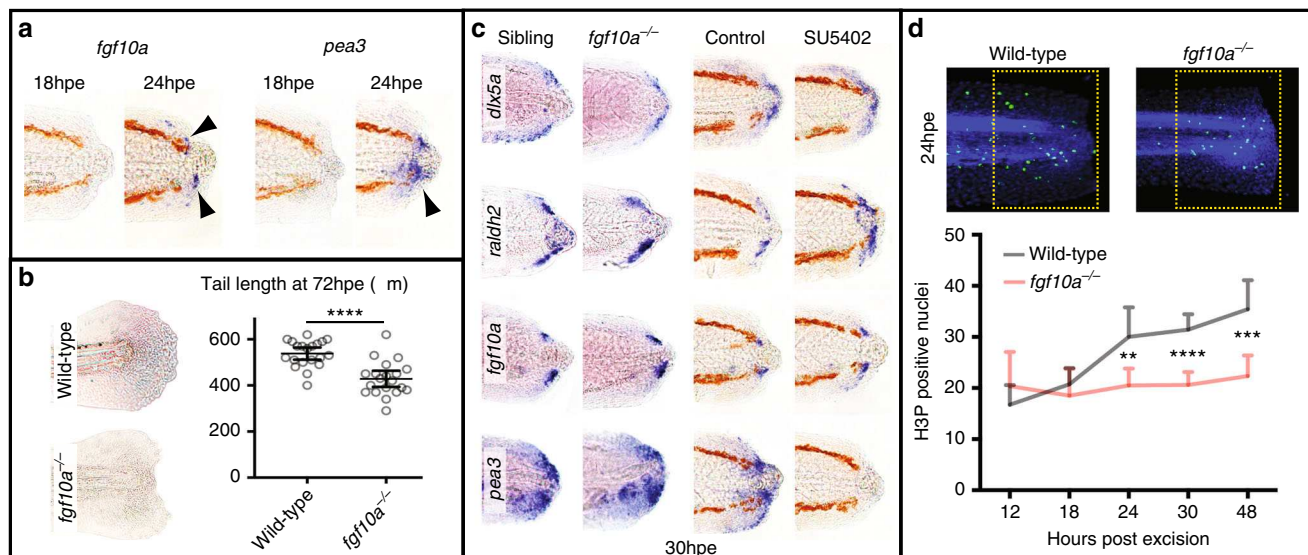 a
fgf10a
pea3
18hpe
24hpe
18hpe
24hpe
b
Tail length at 72hpe ( m)
Wild-type
fgf10a–/–
****
600
400
200
0
Wild-type
fgf10a–/–
c
Sibling
fgf10a–/–
Control
SU5402
dlx5a
raldh2
fgf10a
pea3
30hpe
d
Wild-type
fgf10a–/–
24hpe
50
40
30
20
10
0
H3P positive nuclei
Wild-type
fgf10a–/–
**
****
***
12
18
24
30
48
Hours post excision